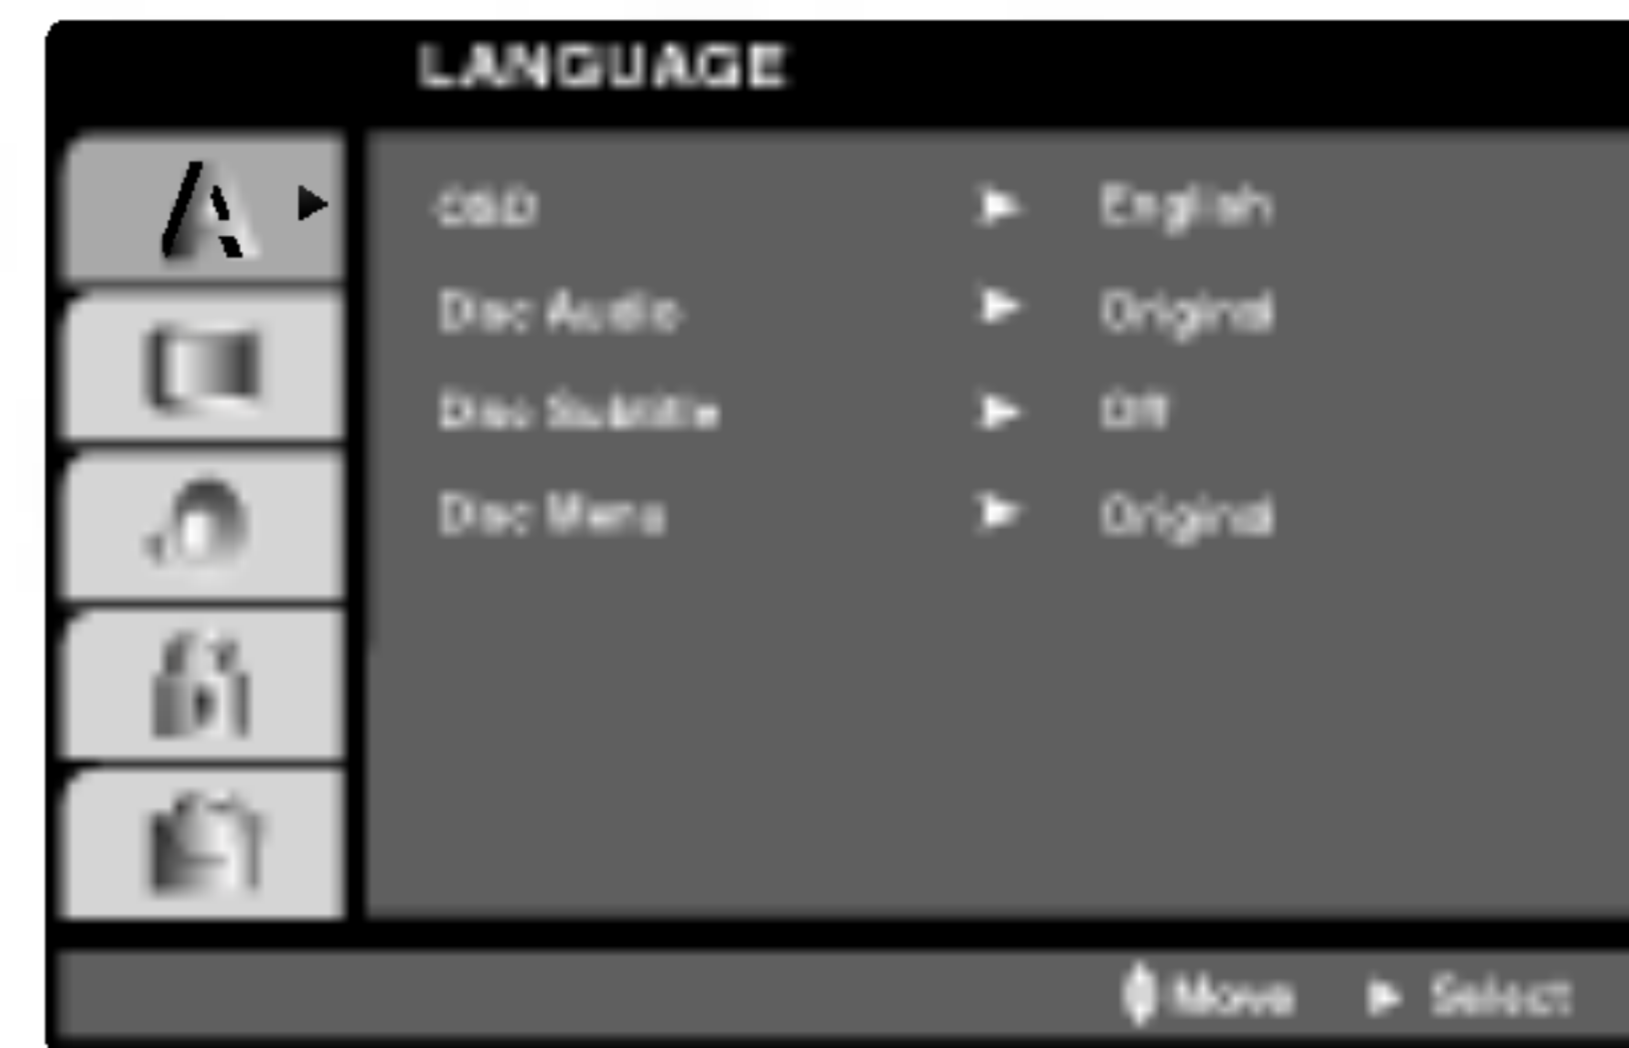 LANGUAGE
OSD ► English
Disc Audio ► Original
Disc Subtitle ► Off
Disc Menu ► Original
Move ► Select